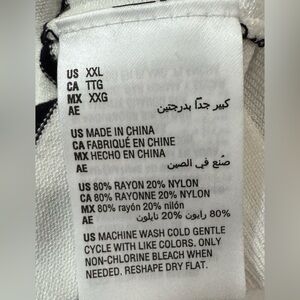 US XXL
CA TTG
MX XXG
AE كبير جدًا بدرجتين
US MADE IN CHINA
CA FABRIQUÉ EN CHINE
MX HECHO EN CHINA
AE صُنع في الصين
US 80% RAYON 20% NYLON
CA 80% RAYONNE 20% NYLON
MX 80% rayón 20% nilón
AE 80% رايون 20% نايلون
US MACHINE WASH COLD GENTLE
CYCLE WITH LIKE COLORS. ONLY
NON-CHLORINE BLEACH WHEN
NEEDED. RESHAPE DRY FLAT.